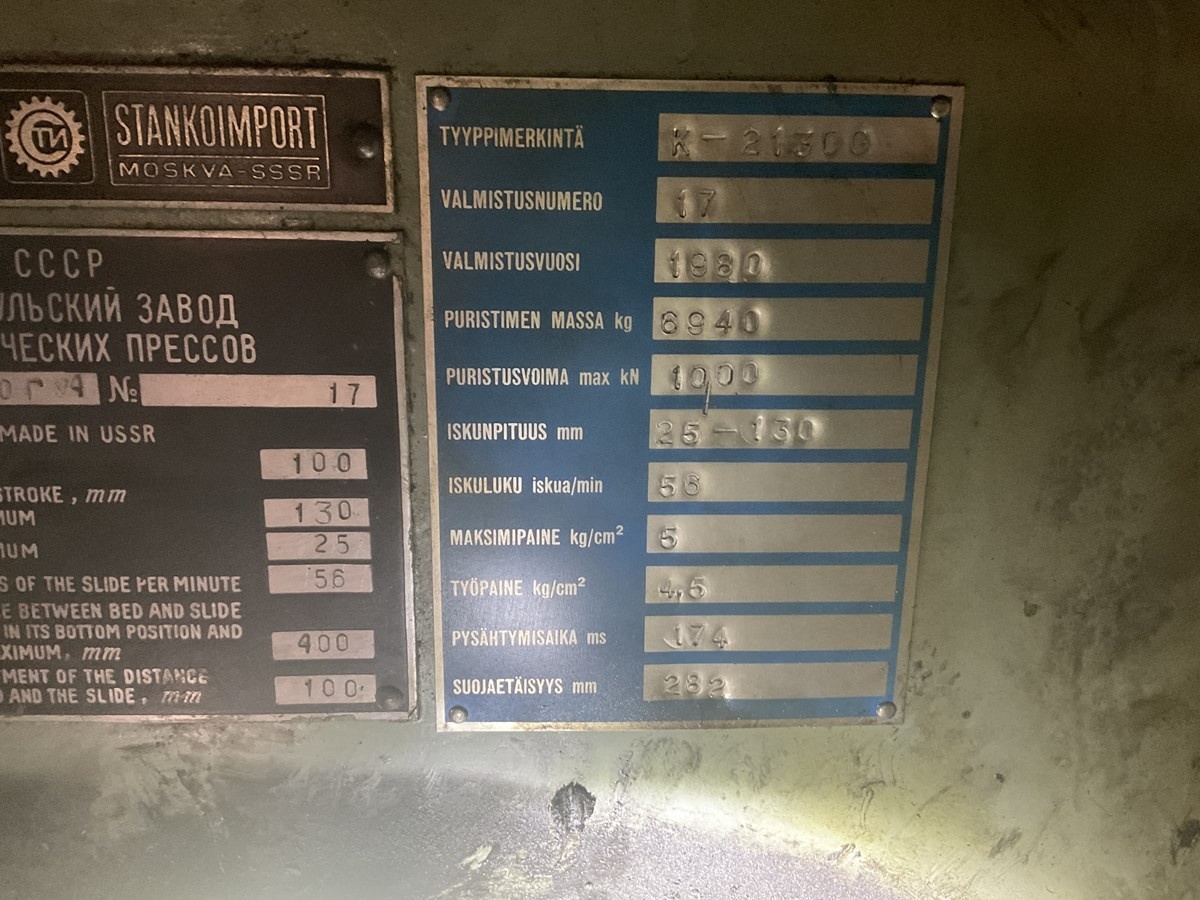 СТИ
STANKOIMPORT
MOSKVA-SSSR
СССР
УЛЬСКИЙ ЗАВОД
ЧЕСКИХ ПРЕССОВ
№ 17
MADE IN USSR
100
STROKE, mm
MUM 130
MUM 25
S OF THE SLIDE PER MINUTE 56
E BETWEEN BED AND SLIDE
IN ITS BOTTOM POSITION AND
XIMUM, mm 400
MENT OF THE DISTANCE
D AND THE SLIDE, mm 100
TYYPPIMERKINTÄ K-21300
VALMISTUSNUMERO 17
VALMISTUSVUOSI 1980
PURISTIMEN MASSA kg 6940
PURISTUSVOIMA max kN 1000
ISKUNPITUUS mm 25-130
ISKULUKU iskua/min 56
MAKSIMIPAINE kg/cm² 5
TYÖPAINE kg/cm² 4,5
PYSÄHTYMISAIKA ms 174
SUOJAETÄISYYS mm 282